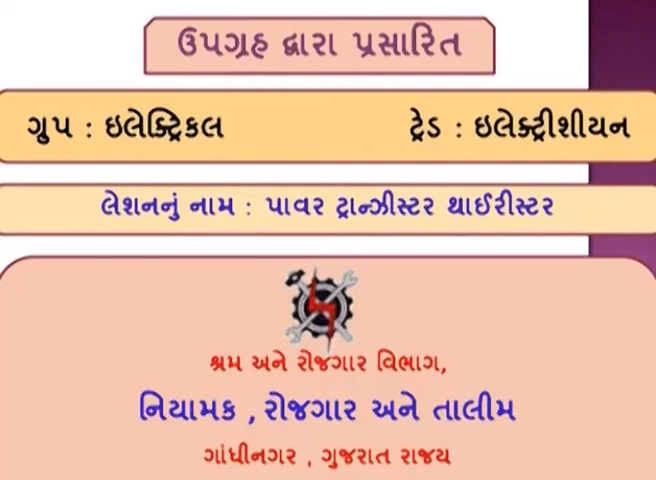 ઉપગ્રહ દ્વારા પ્રસારિત
ગ્રુપ : ઇલેક્ટ્રિકલ ટ્રેડ : ઇલેક્ટ્રીશીયન
લેશનનું નામ : પાવર ટ્રાન્ઝીસ્ટર થાઈરીસ્ટર
શ્રમ અને રોજગાર વિભાગ,
નિયામક , રોજગાર અને તાલીમ
ગાંધીનગર , ગુજરાત રાજય